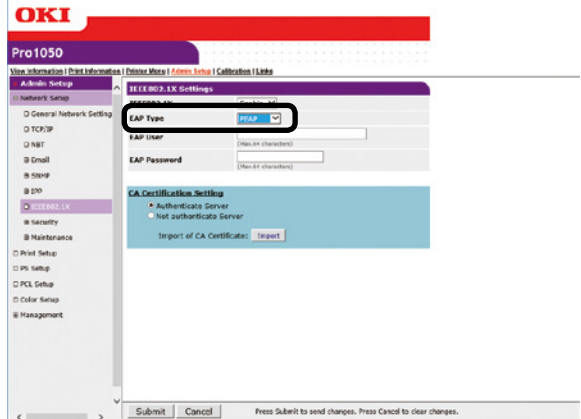 OKI
Pro1050
View Information | Print Information | Printer Menu | Admin Setup | Calibration | Links
Admin Setup
Network Setup
General Network Setting
TCP/IP
NBT
Email
SNMP
IPP
IEEE802.1X
Security
Maintenance
Print Setup
PS Setup
PCL Setup
Color Setup
Management
IEEE802.1X Settings
IEEE802.1X Enable
EAP Type PEAP
EAP User
(Max.64 characters)
EAP Password
(Max.64 characters)
CA Certification Setting
Authenticate Server
Not authenticate Server
Import of CA Certificate: Import
Submit Cancel Press Submit to send changes. Press Cancel to clear changes.